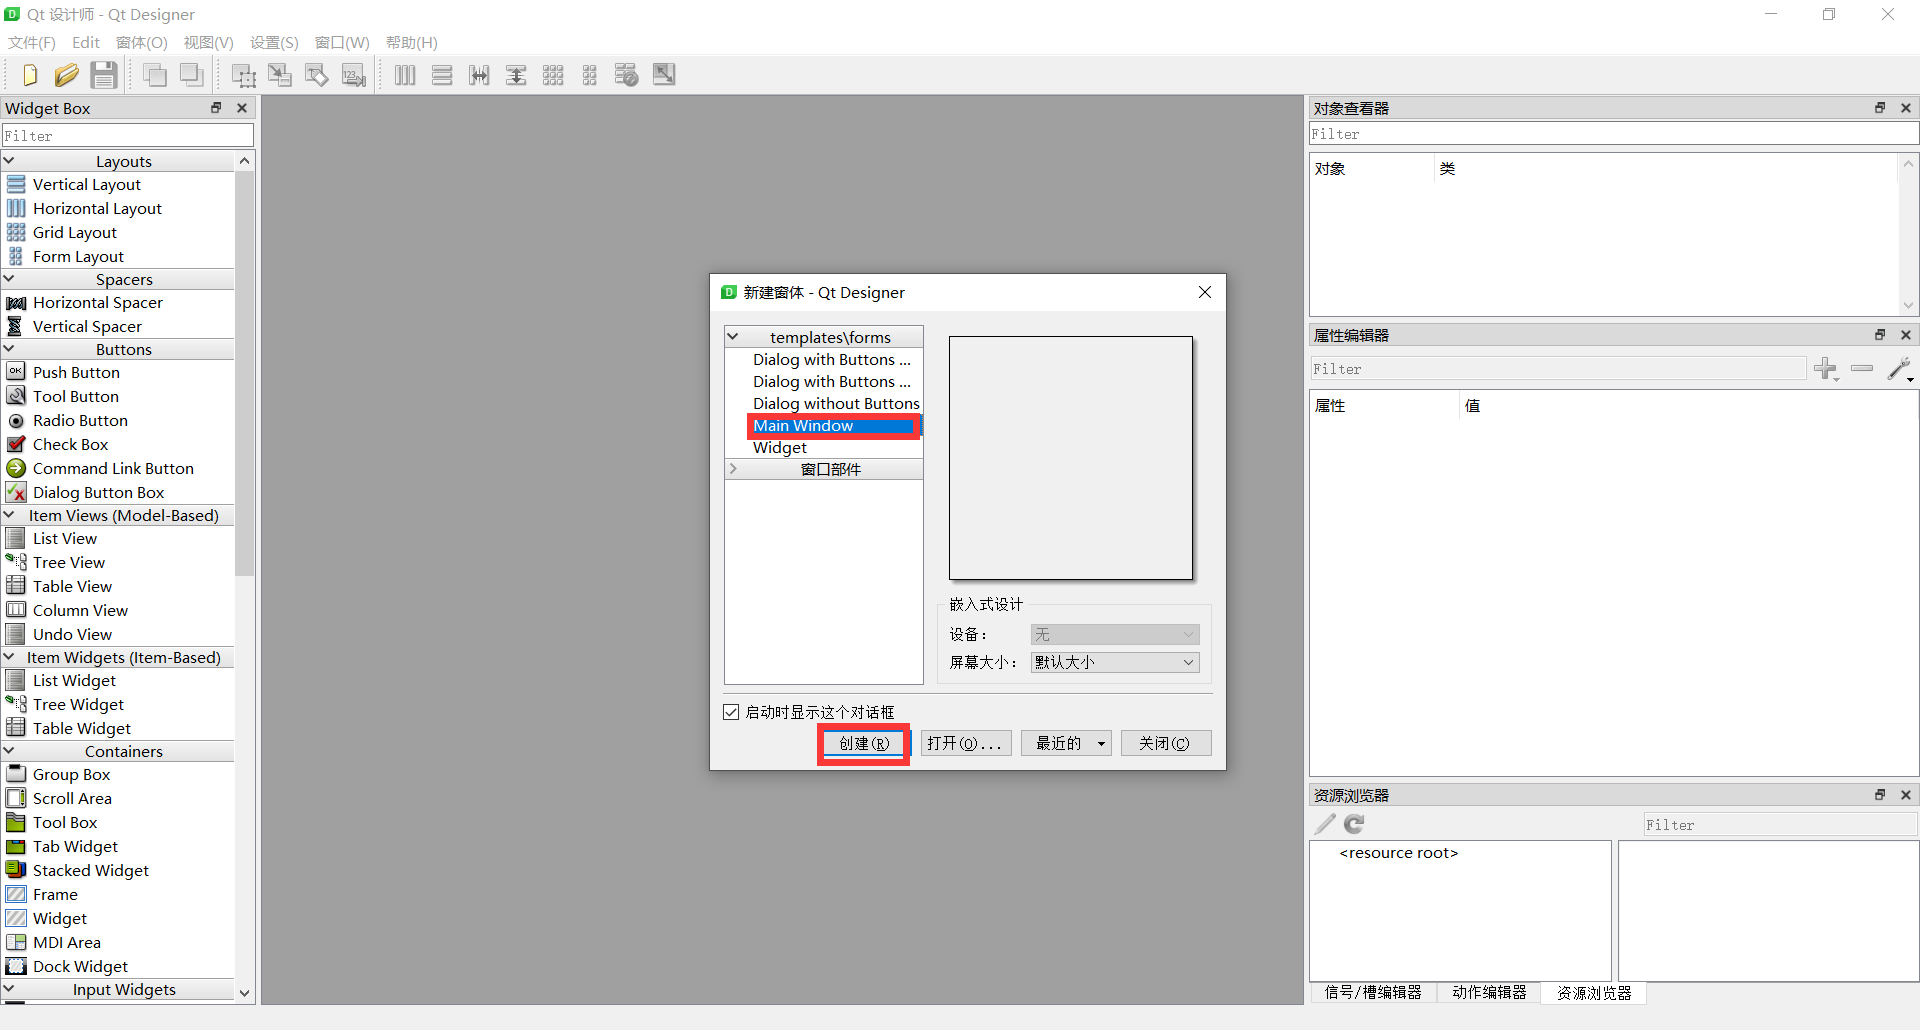 Qt 设计师 - Qt Designer
文件(F) Edit 窗体(O) 视图(V) 设置(S) 窗口(W) 帮助(H)
Widget Box
Filter
Layouts
Vertical Layout
Horizontal Layout
Grid Layout
Form Layout
Spacers
Horizontal Spacer
Vertical Spacer
Buttons
Push Button
Tool Button
Radio Button
Check Box
Command Link Button
Dialog Button Box
Item Views (Model-Based)
List View
Tree View
Table View
Column View
Undo View
Item Widgets (Item-Based)
List Widget
Tree Widget
Table Widget
Containers
Group Box
Scroll Area
Tool Box
Tab Widget
Stacked Widget
Frame
Widget
MDI Area
Dock Widget
Input Widgets
新建窗体 - Qt Designer
templates\forms
Dialog with Buttons ...
Dialog with Buttons ...
Dialog without Buttons
Main Window
Widget
窗口部件
嵌入式设计
设备： 无
屏幕大小： 默认大小
启动时显示这个对话框
创建(R) 打开(O)... 最近的 关闭(C)
对象查看器
Filter
对象 类
属性编辑器
Filter
属性 值
资源浏览器
Filter
<resource root>
信号/槽编辑器 动作编辑器 资源浏览器